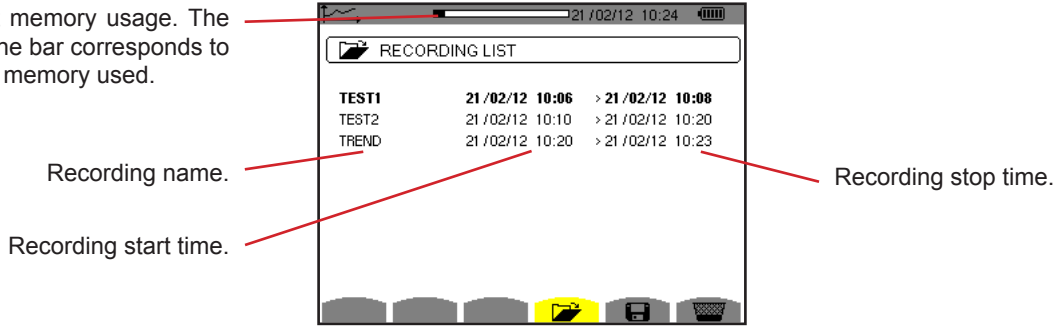 memory usage. The
ne bar corresponds to
memory used.
21/02/12 10:24
RECORDING LIST
TEST1 21/02/12 10:06 > 21/02/12 10:08
TEST2 21/02/12 10:10 > 21/02/12 10:20
TREND 21/02/12 10:20 > 21/02/12 10:23
Recording name.
Recording stop time.
Recording start time.